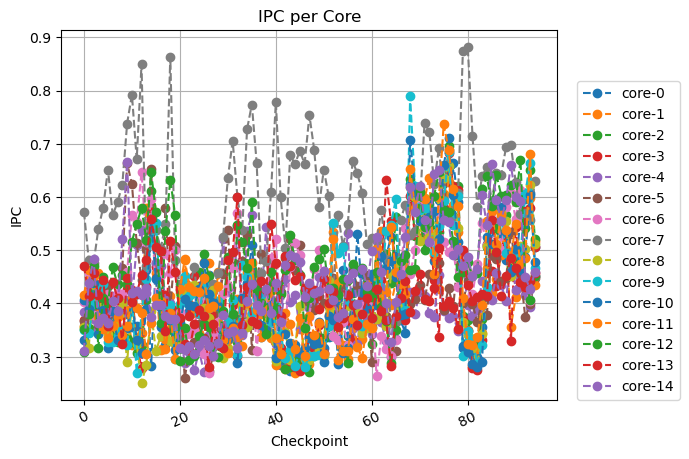 IPC per Core
IPC
0.9
0.8
0.7
0.6
0.5
0.4
0.3
0
20
40
60
80
Checkpoint
core-0
core-1
core-2
core-3
core-4
core-5
core-6
core-7
core-8
core-9
core-10
core-11
core-12
core-13
core-14